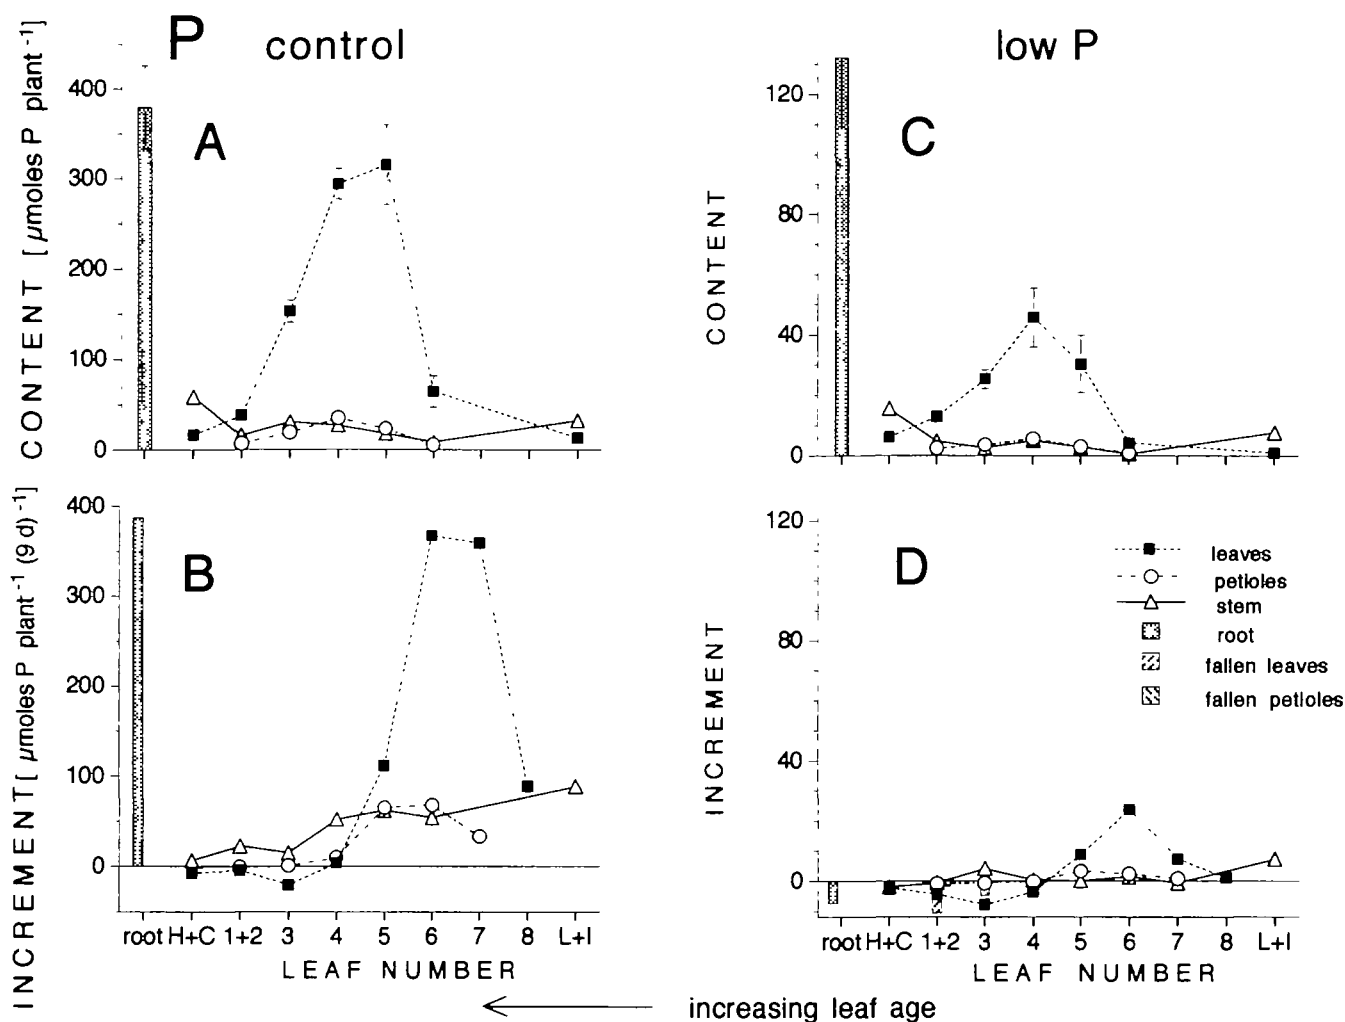 P control
low P
CONTENT [ μmoles P plant⁻¹]
400
300
200
100
0
A
CONTENT
120
80
40
0
C
INCREMENT [ μmoles P plant⁻¹ (9 d)⁻¹]
400
300
200
100
0
B
root H+C 1+2 3 4 5 6 7 8 L+I
LEAF NUMBER
INCREMENT
120
80
40
0
D
leaves
petioles
stem
root
fallen leaves
fallen petioles
root H+C 1+2 3 4 5 6 7 8 L+I
LEAF NUMBER
increasing leaf age